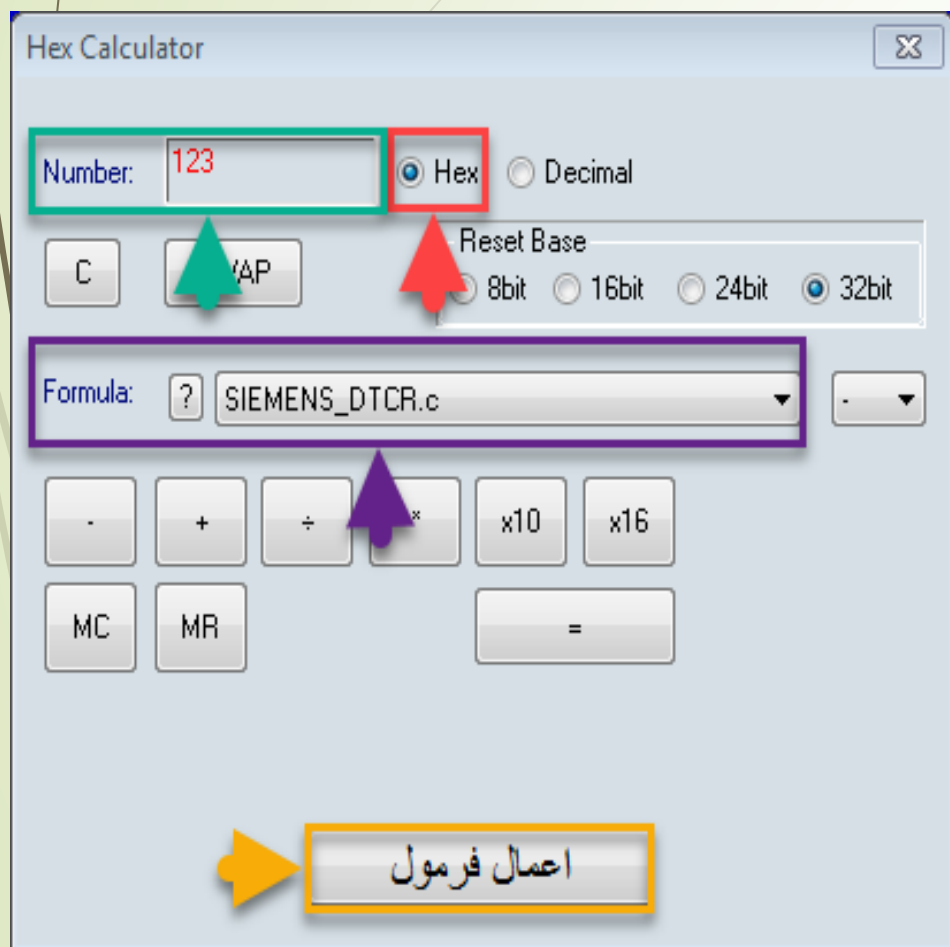 Hex Calculator
Number: 123 Hex Decimal
C
Reset Base
8bit 16bit 24bit 32bit
Formula: ? SIEMENS_DTCR.c -
- + ÷ * x10 x16
MC MR =
اعمال فرمول